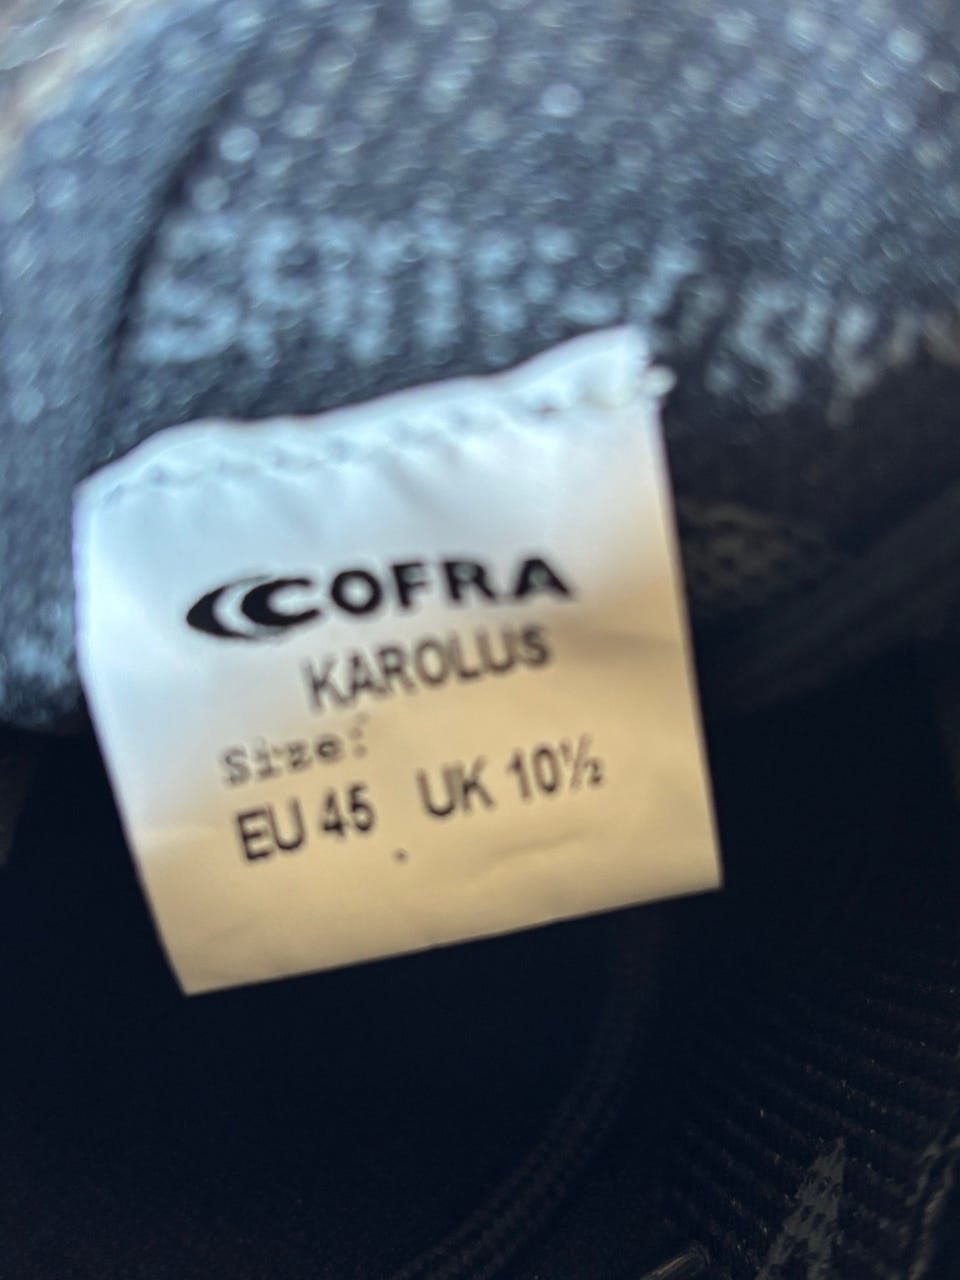 COFRA
KAROLUS
Size:
EU 45 UK 10½